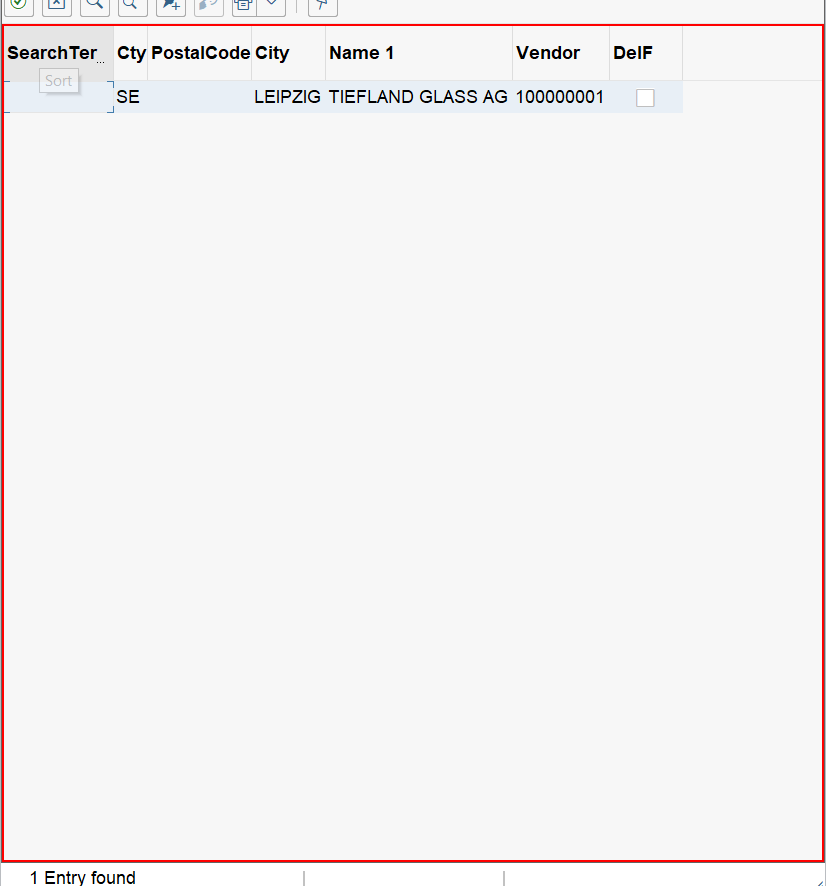 SearchTer... Cty PostalCode City Name 1 Vendor DelF
Sort
SE LEIPZIG TIEFLAND GLASS AG 100000001
1 Entry found